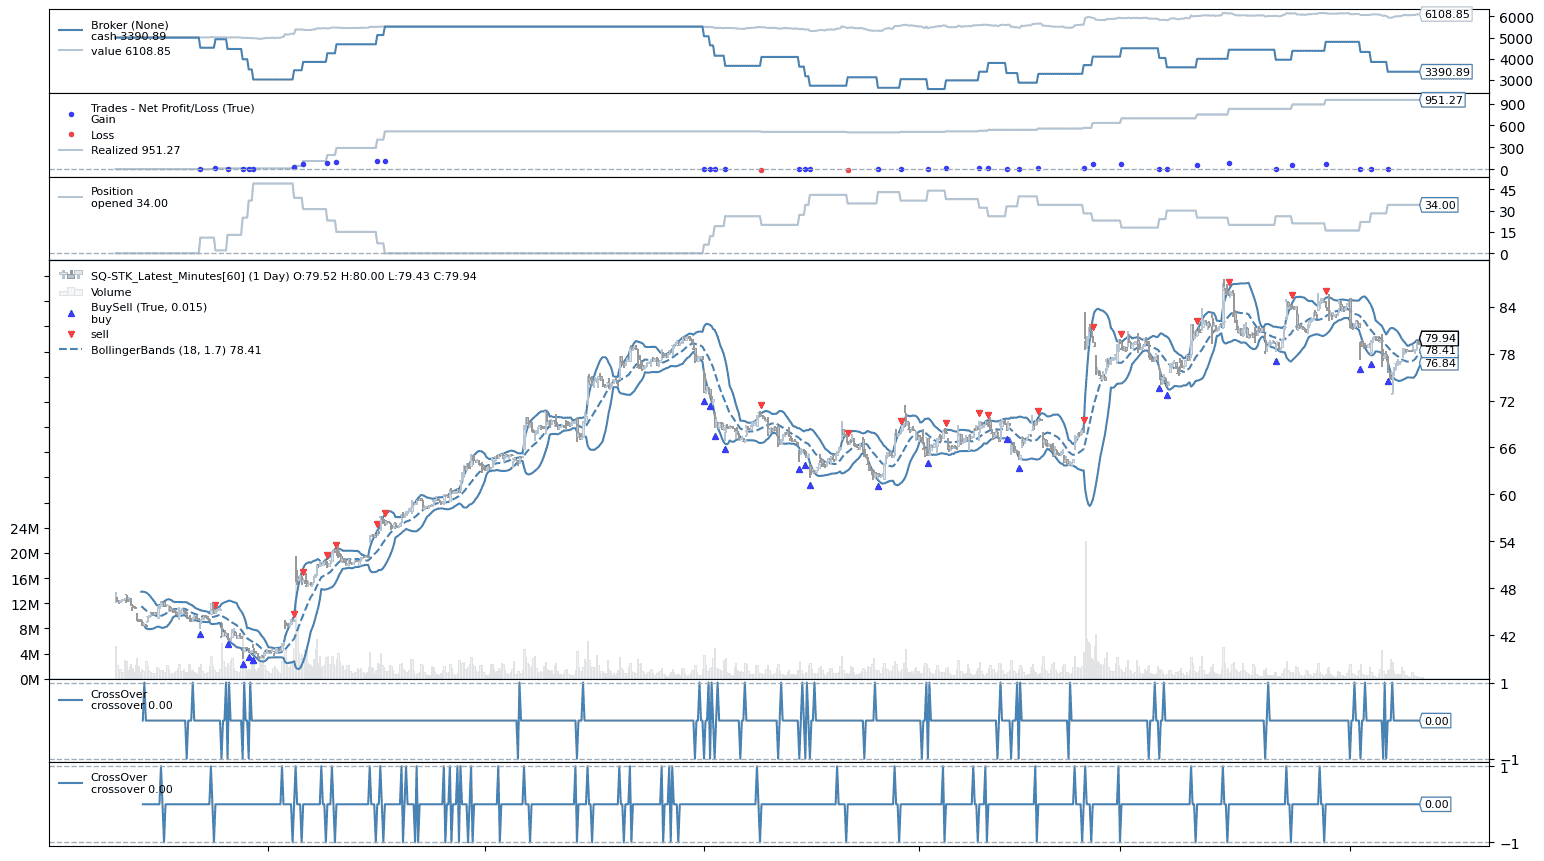 Broker (None)
cash 3390.89
value 6108.85
6108.85
6000
5000
4000
3390.89
3000
Trades - Net Profit/Loss (True)
Gain
Loss
Realized 951.27
951.27
900
600
300
0
Position
opened 34.00
45
34.00
30
15
0
SQ-STK_Latest_Minutes[60] (1 Day) O:79.52 H:80.00 L:79.43 C:79.94
Volume
BuySell (True, 0.015)
buy
sell
BollingerBands (18, 1.7) 78.41
84
79.94
78.41
76.84
78
72
66
60
54
48
42
24M
20M
16M
12M
8M
4M
0M
CrossOver
crossover 0.00
1
0.00
−1
CrossOver
crossover 0.00
1
0.00
−1